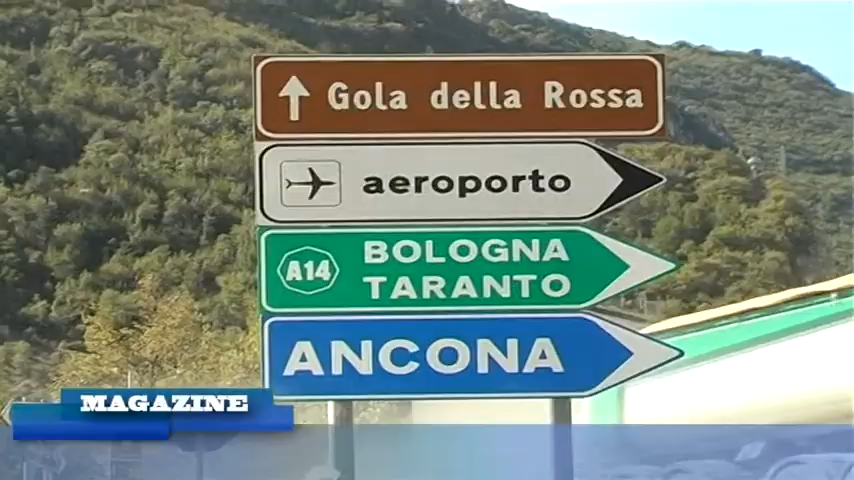 Gola della Rossa
aeroporto
A14
BOLOGNA
TARANTO
ANCONA
MAGAZINE